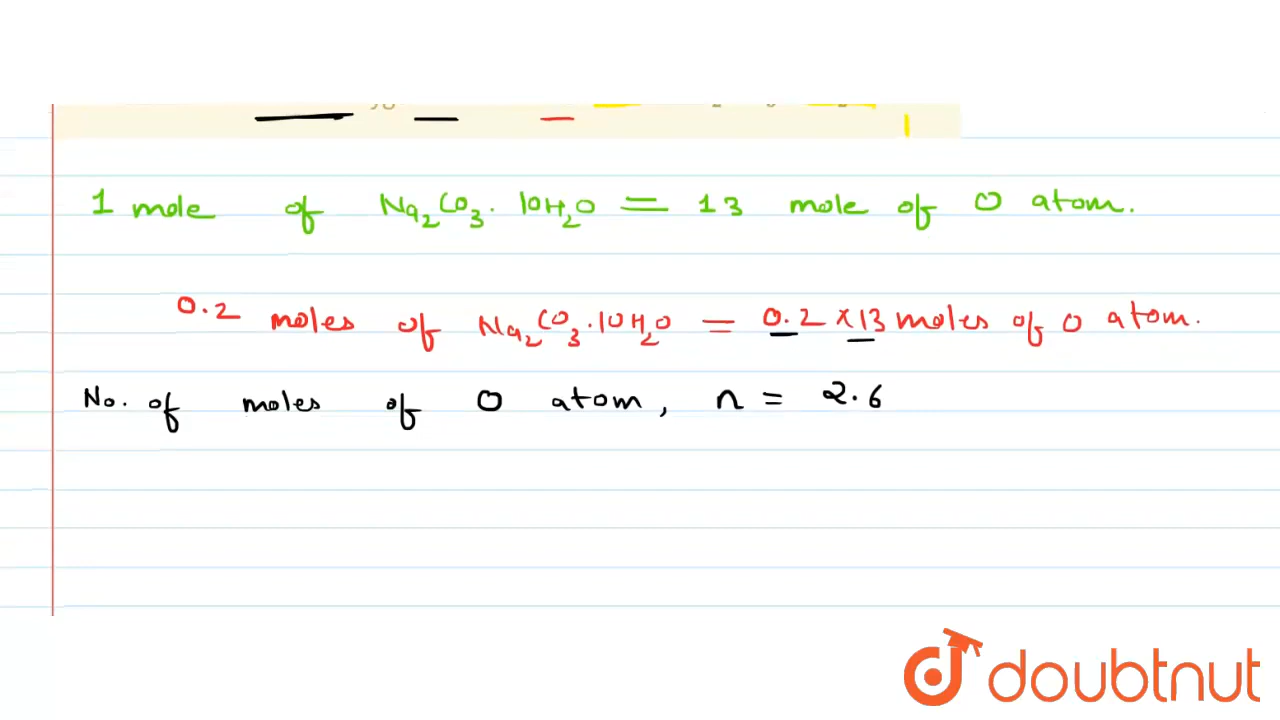 1 mole of Na₂CO₃. 10H₂O = 13 mole of O atom.
0.2 moles of Na₂CO₃.10H₂O = 0.2 x 13 moles of O atom.
No. of moles of O atom, n = 2.6
doubtnut